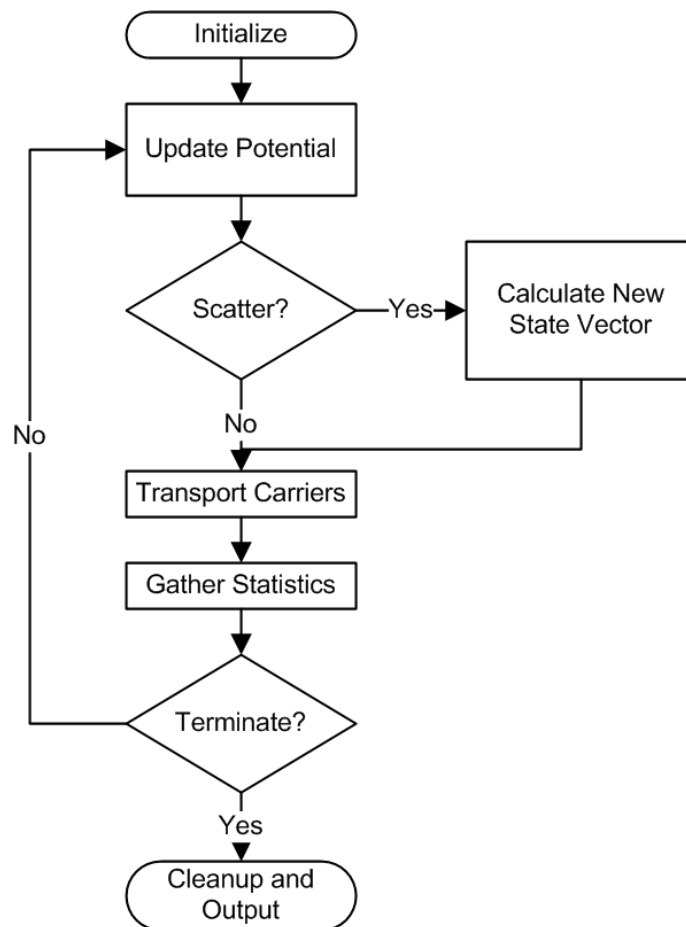 Initialize
Update Potential
Scatter?
Yes
Calculate New
State Vector
No
No
Transport Carriers
Gather Statistics
Terminate?
Yes
Cleanup and
Output